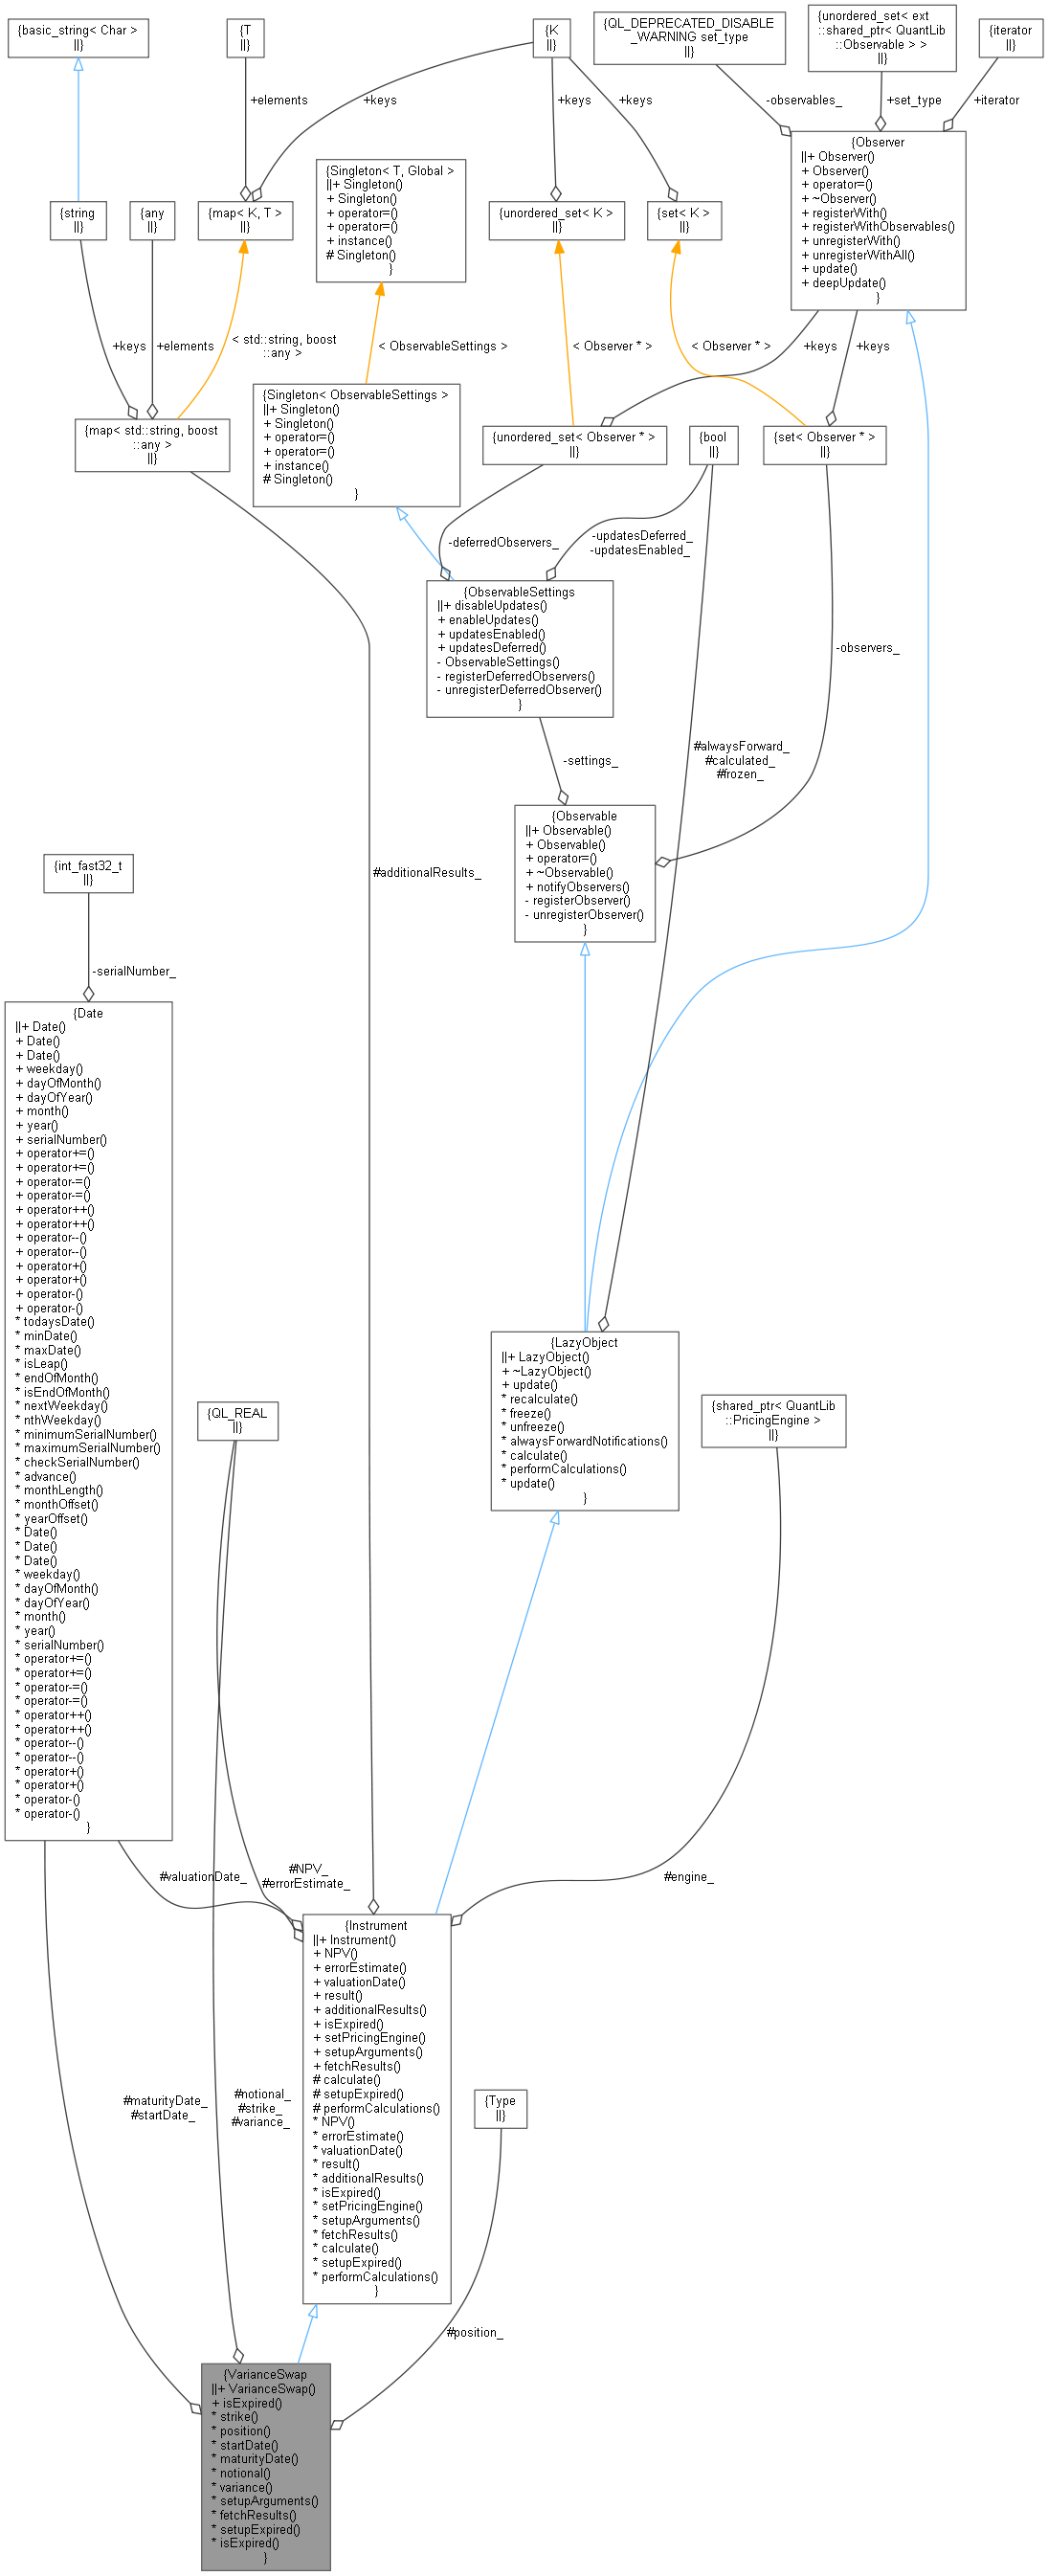 {basic_string< Char >
||}
{T
||}
{K
||}
{QL_DEPRECATED_DISABLE
_WARNING set_type
||}
{unordered_set< ext
::shared_ptr< QuantLib
::Observable > >
||}
{iterator
||}
+elements
+keys
+keys
+keys
-observables_
+set_type
+iterator
{string
||}
{any
||}
{map< K, T >
||}
{Singleton< T, Global >
||+ Singleton()
+ Singleton()
+ operator=()
+ operator=()
+ instance()
# Singleton()
}
{unordered_set< K >
||}
{set< K >
||}
{Observer
||+ Observer()
+ Observer()
+ operator=()
+ ~Observer()
+ registerWith()
+ registerWithObservables()
+ unregisterWith()
+ unregisterWithAll()
+ update()
+ deepUpdate()
}
+keys
+elements
< std::string, boost
::any >
< ObservableSettings >
< Observer * >
< Observer * >
+keys
+keys
{map< std::string, boost
::any >
||}
{Singleton< ObservableSettings >
||+ Singleton()
+ Singleton()
+ operator=()
+ operator=()
+ instance()
# Singleton()
}
{unordered_set< Observer * >
||}
{bool
||}
{set< Observer * >
||}
-deferredObservers_
-updatesDeferred_
-updatesEnabled_
{ObservableSettings
||+ disableUpdates()
+ enableUpdates()
+ updatesEnabled()
+ updatesDeferred()
- ObservableSettings()
- registerDeferredObservers()
- unregisterDeferredObserver()
}
-observers_
-settings_
#alwaysForward_
#calculated_
#frozen_
{Observable
||+ Observable()
+ Observable()
+ operator=()
+ ~Observable()
+ notifyObservers()
- registerObserver()
- unregisterObserver()
}
#additionalResults_
{int_fast32_t
||}
-serialNumber_
{Date
||+ Date()
+ Date()
+ Date()
+ weekday()
+ dayOfMonth()
+ dayOfYear()
+ month()
+ year()
+ serialNumber()
+ operator+=()
+ operator+=()
+ operator-=()
+ operator-=()
+ operator++()
+ operator++()
+ operator--()
+ operator--()
+ operator+()
+ operator+()
+ operator-()
+ operator-()
* todaysDate()
* minDate()
* maxDate()
* isLeap()
* endOfMonth()
* isEndOfMonth()
* nextWeekday()
* nthWeekday()
* minimumSerialNumber()
* maximumSerialNumber()
* checkSerialNumber()
* advance()
* monthLength()
* monthOffset()
* yearOffset()
* Date()
* Date()
* Date()
* weekday()
* dayOfMonth()
* dayOfYear()
* month()
* year()
* serialNumber()
* operator+=()
* operator+=()
* operator-=()
* operator-=()
* operator++()
* operator++()
* operator--()
* operator--()
* operator+()
* operator+()
* operator-()
* operator-()
}
{QL_REAL
||}
{LazyObject
||+ LazyObject()
+ ~LazyObject()
+ update()
* recalculate()
* freeze()
* unfreeze()
* alwaysForwardNotifications()
* calculate()
* performCalculations()
* update()
}
{shared_ptr< QuantLib
::PricingEngine >
||}
#valuationDate_
#NPV_
#errorEstimate_
#engine_
{Instrument
||+ Instrument()
+ NPV()
+ errorEstimate()
+ valuationDate()
+ result()
+ additionalResults()
+ isExpired()
+ setPricingEngine()
+ setupArguments()
+ fetchResults()
# calculate()
# setupExpired()
# performCalculations()
* NPV()
* errorEstimate()
* valuationDate()
* result()
* additionalResults()
* isExpired()
* setPricingEngine()
* setupArguments()
* fetchResults()
* calculate()
* setupExpired()
* performCalculations()
}
#maturityDate_
#startDate_
#notional_
#strike_
#variance_
{Type
||}
#position_
{VarianceSwap
||+ VarianceSwap()
+ isExpired()
* strike()
* position()
* startDate()
* maturityDate()
* notional()
* variance()
* setupArguments()
* fetchResults()
* setupExpired()
* isExpired()
}